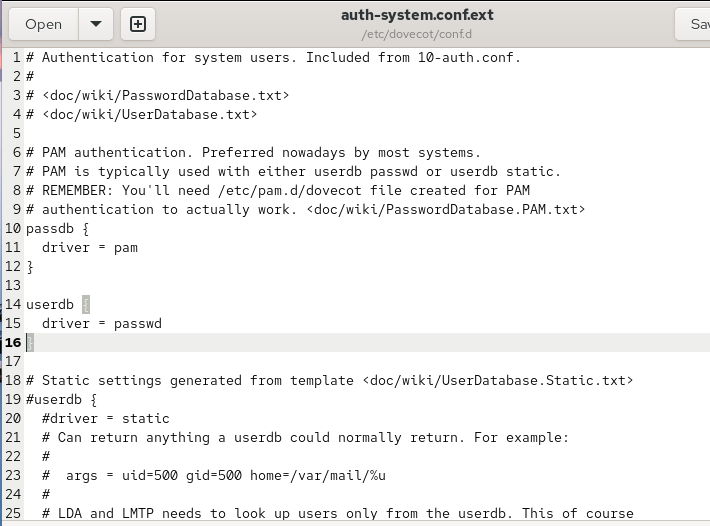 Open
auth-system.conf.ext
/etc/dovecot/conf.d
Sa
1 # Authentication for system users. Included from 10-auth.conf.
2 #
3 # <doc/wiki/PasswordDatabase.txt>
4 # <doc/wiki/UserDatabase.txt>
5
6 # PAM authentication. Preferred nowadays by most systems.
7 # PAM is typically used with either userdb passwd or userdb static.
8 # REMEMBER: You'll need /etc/pam.d/dovecot file created for PAM
9 # authentication to actually work. <doc/wiki/PasswordDatabase.PAM.txt>
10 passdb {
11   driver = pam
12 }
13
14 userdb {
15   driver = passwd
16 }
17
18 # Static settings generated from template <doc/wiki/UserDatabase.Static.txt>
19 #userdb {
20   #driver = static
21   # Can return anything a userdb could normally return. For example:
22   #
23   #  args = uid=500 gid=500 home=/var/mail/%u
24   #
25   # LDA and LMTP needs to look up users only from the userdb. This of course